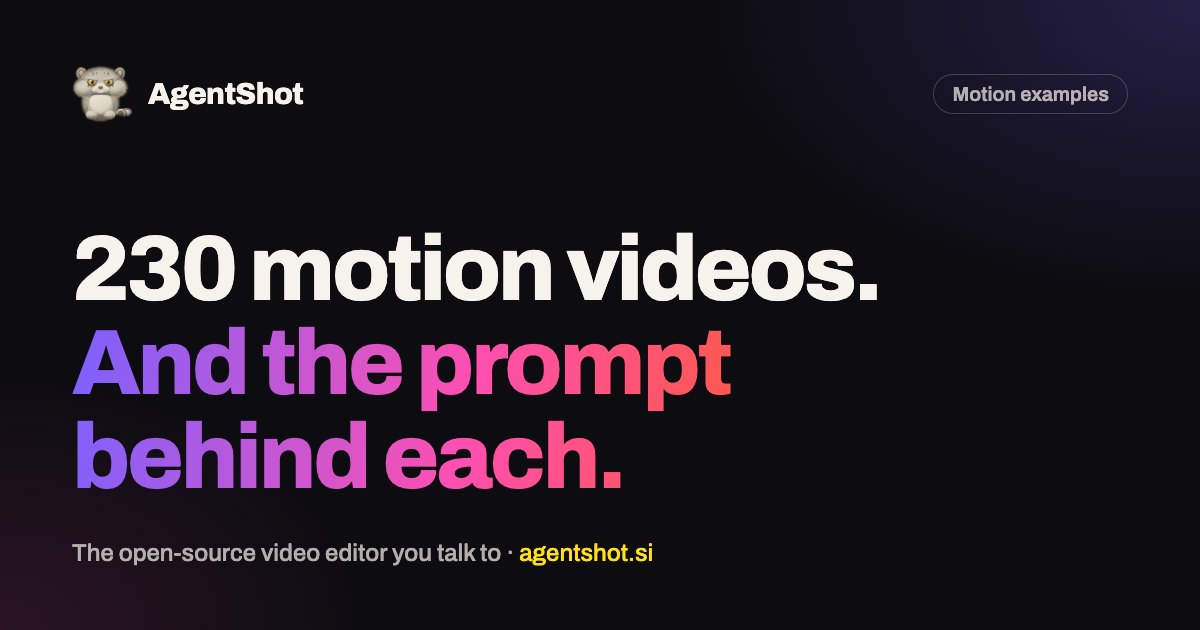 AgentShot
Motion examples
230 motion videos.
And the prompt
behind each.
The open-source video editor you talk to · agentshot.si